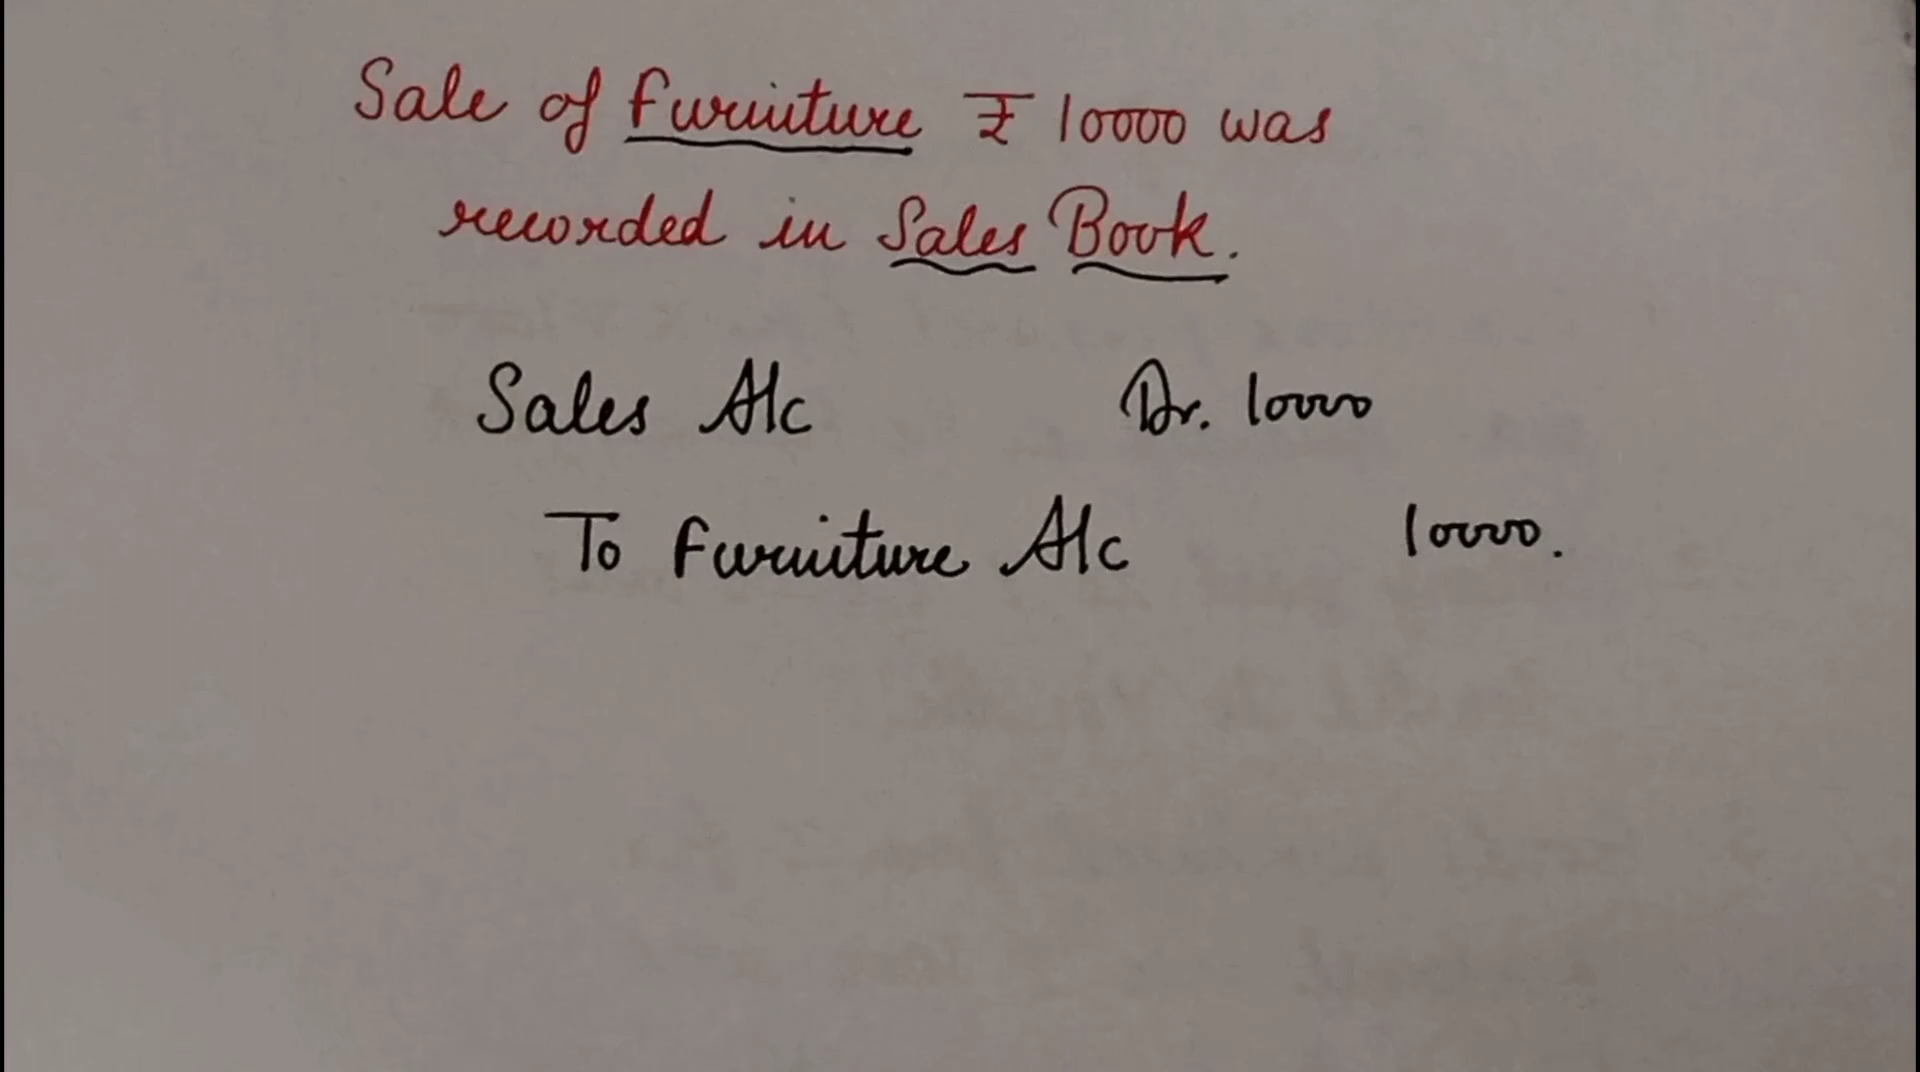 Sale of Furniture ₹ 10000 was
recorded in Sales Book.
Sales A/c Dr. 10000
To Furniture A/c 10000.